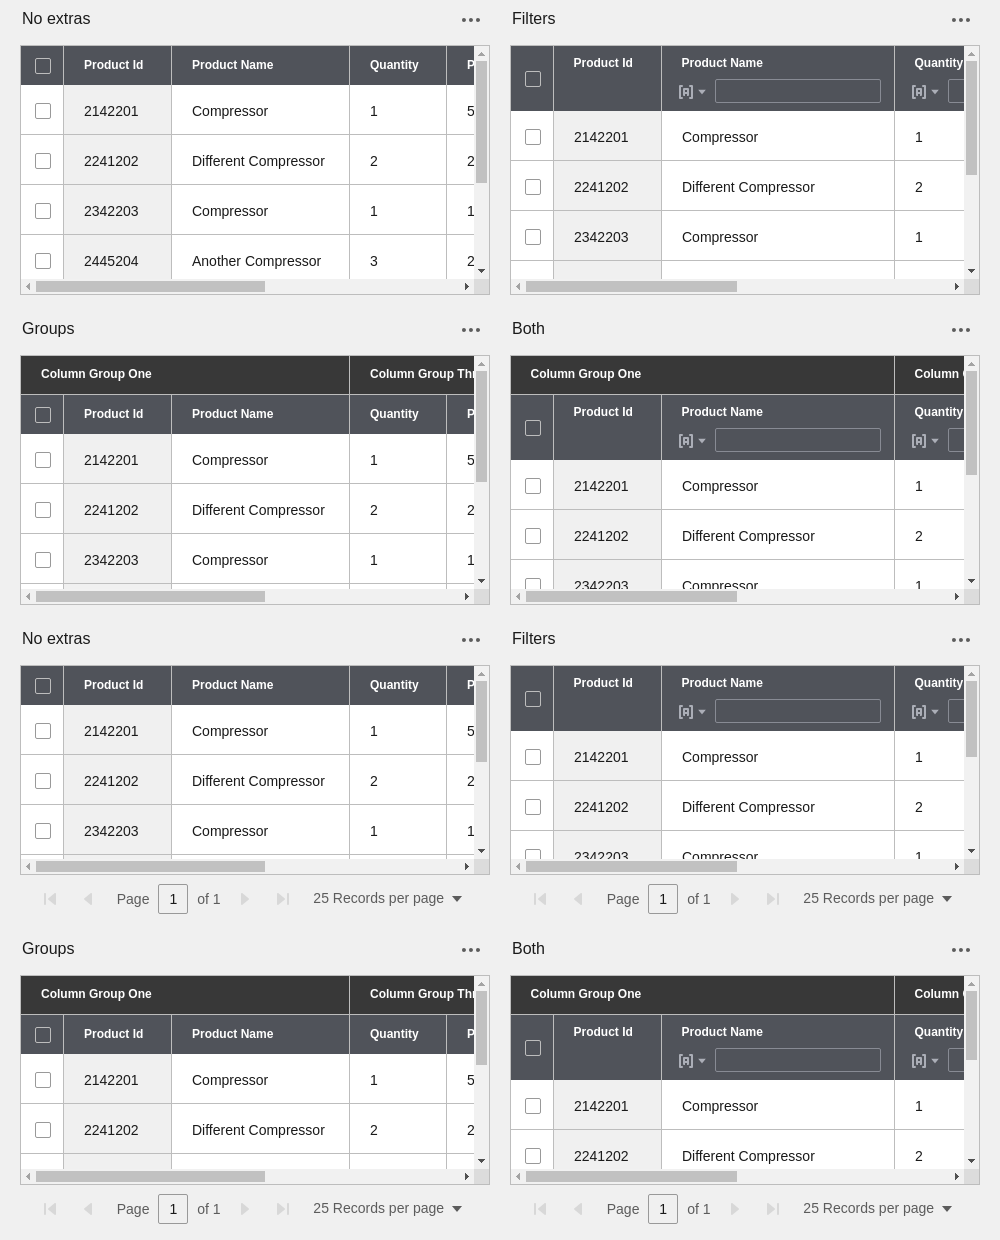 No extras
Product Id Product Name Quantity P
2142201 Compressor 1 5
2241202 Different Compressor 2 2
2342203 Compressor 1 1
2445204 Another Compressor 3 2
Filters
Product Id Product Name Quantity
2142201 Compressor 1
2241202 Different Compressor 2
2342203 Compressor 1
Groups
Column Group One Column Group Thr
Product Id Product Name Quantity P
2142201 Compressor 1 5
2241202 Different Compressor 2 2
2342203 Compressor 1 1
Both
Column Group One Column
Product Id Product Name Quantity
2142201 Compressor 1
2241202 Different Compressor 2
2342203 Compressor 1
No extras
Product Id Product Name Quantity P
2142201 Compressor 1 5
2241202 Different Compressor 2 2
2342203 Compressor 1 1
Page 1 of 1 25 Records per page
Filters
Product Id Product Name Quantity
2142201 Compressor 1
2241202 Different Compressor 2
2342203 Compressor 1
Page 1 of 1 25 Records per page
Groups
Column Group One Column Group Thr
Product Id Product Name Quantity P
2142201 Compressor 1 5
2241202 Different Compressor 2 2
Page 1 of 1 25 Records per page
Both
Column Group One Column
Product Id Product Name Quantity
2142201 Compressor 1
2241202 Different Compressor 2
Page 1 of 1 25 Records per page